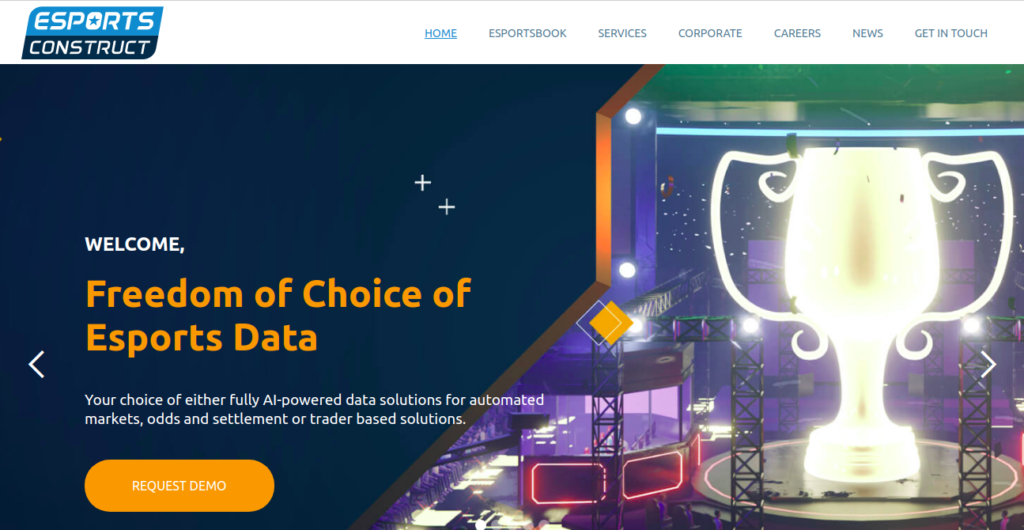 ESPORTS
CONSTRUCT
HOME ESPORTSBOOK SERVICES CORPORATE CAREERS NEWS GET IN TOUCH
WELCOME,
Freedom of Choice of
Esports Data
Your choice of either fully AI-powered data solutions for automated
markets, odds and settlement or trader based solutions.
REQUEST DEMO